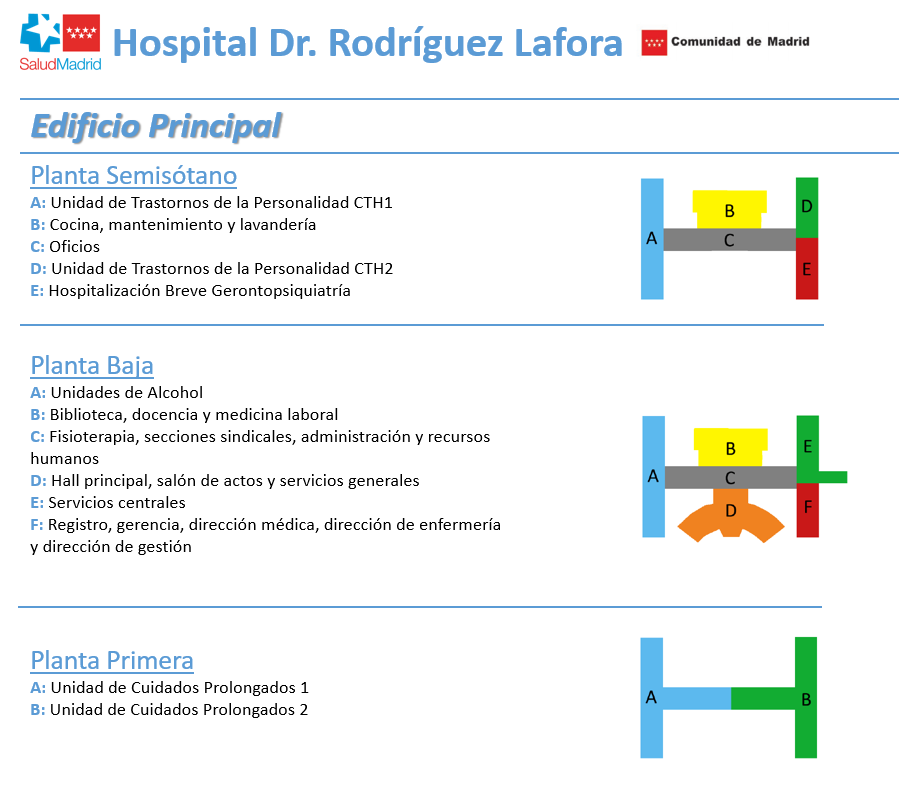 SaludMadrid
Hospital Dr. Rodríguez Lafora
Comunidad de Madrid
Edificio Principal
Planta Semisótano
A: Unidad de Trastornos de la Personalidad CTH1
B: Cocina, mantenimiento y lavandería
C: Oficios
D: Unidad de Trastornos de la Personalidad CTH2
E: Hospitalización Breve Gerontopsiquiatría
A
B
C
D
E
Planta Baja
A: Unidades de Alcohol
B: Biblioteca, docencia y medicina laboral
C: Fisioterapia, secciones sindicales, administración y recursos
humanos
D: Hall principal, salón de actos y servicios generales
E: Servicios centrales
F: Registro, gerencia, dirección médica, dirección de enfermería
y dirección de gestión
A
B
C
D
E
F
Planta Primera
A: Unidad de Cuidados Prolongados 1
B: Unidad de Cuidados Prolongados 2
A
B